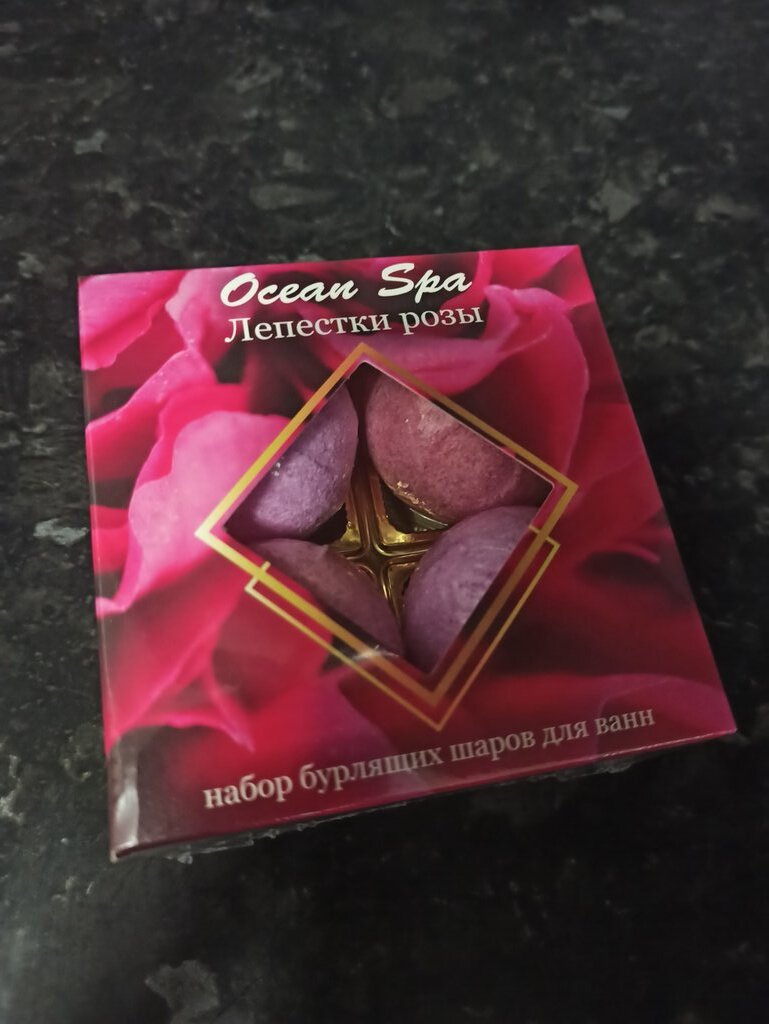 Ocean Spa
Лепестки розы
набор бурлящих шаров для ванн